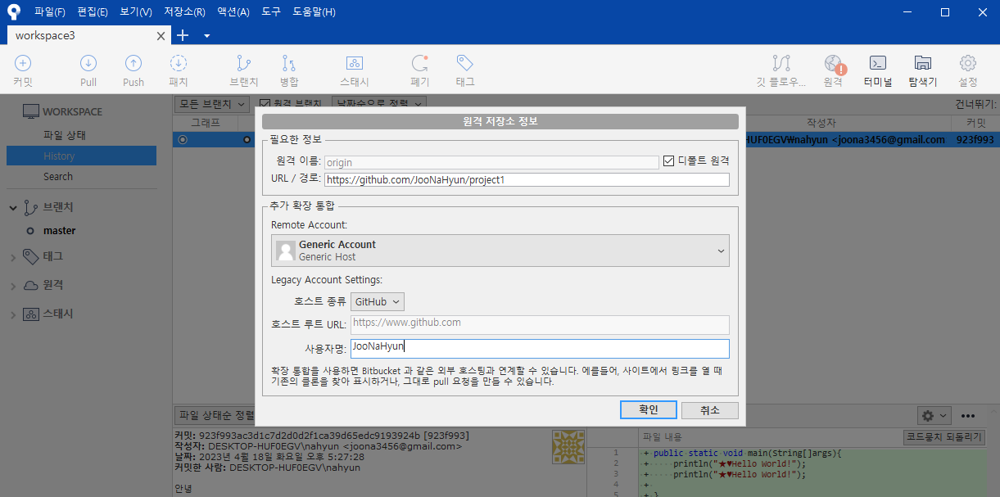 파일(F) 편집(E) 보기(V) 저장소(R) 액션(A) 도구 도움말(H)
workspace3
커밋 Pull Push 패치 브랜치 병합 스태시 폐기 태그 깃 플로우... 원격 터미널 탐색기 설정
WORKSPACE
파일 상태
History
Search
브랜치
master
태그
원격
스태시
모든 브랜치 원격 브랜치 날짜순으로 정렬 건너뛰기:
그래프 작성자 커밋
HUF0EGV₩nahyun <joona3456@gmail.com 923f993
원격 저장소 정보
필요한 정보
원격 이름: origin 디폴트 원격
URL / 경로: https://github.com/JooNaHyun/project1
추가 확장 통합
Remote Account:
Generic Account
Generic Host
Legacy Account Settings:
호스트 종류 GitHub
호스트 루트 URL: https://www.github.com
사용자명: JooNaHyun
확장 통합을 사용하면 Bitbucket 과 같은 외부 호스팅과 연계할 수 있습니다. 예를들어, 사이트에서 링크를 열 때
기존의 클론을 찾아 표시하거나, 그대로 pull 요청을 만들 수 있습니다.
확인 취소
파일 상태순 정렬
커밋: 923f993ac3d1c7d2d0d2f1ca39d65edc9193924b [923f993]
작성자: DESKTOP-HUF0EGV\nahyun <joona3456@gmail.com>
날짜: 2023년 4월 18일 화요일 오후 5:27:28
커밋한 사람: DESKTOP-HUF0EGV\nahyun
안녕
파일 내용 코드뭉치 되돌리기
1 + public static void main(String[]args){
2 + println("★♥Hello World!");
3 + println("★♥Hello World!");
4 +
5 + }